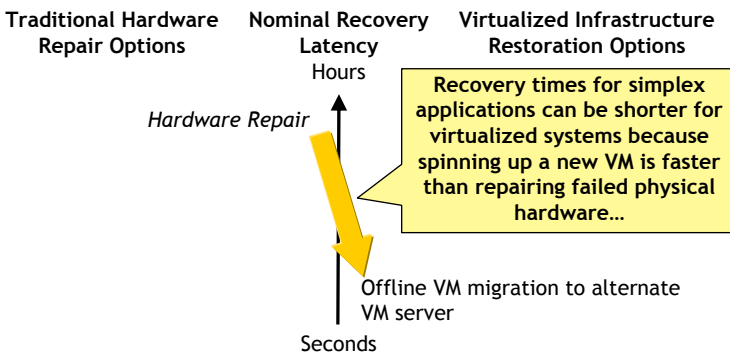 Traditional Hardware
Repair Options
Nominal Recovery
Latency
Hours
Virtualized Infrastructure
Restoration Options
Hardware Repair
Recovery times for simplex
applications can be shorter for
virtualized systems because
spinning up a new VM is faster
than repairing failed physical
hardware…
Offline VM migration to alternate
VM server
Seconds